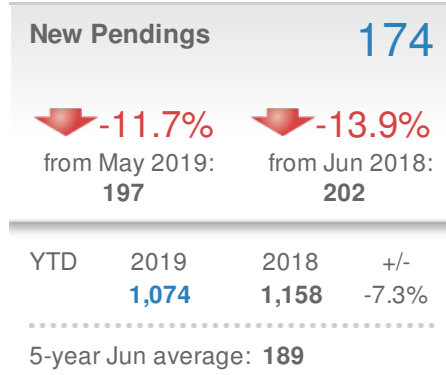 New Pendings 174
-11.7% -13.9%
from May 2019: from Jun 2018:
197 202
YTD 2019 2018 +/-
1,074 1,158 -7.3%
5-year Jun average: 189